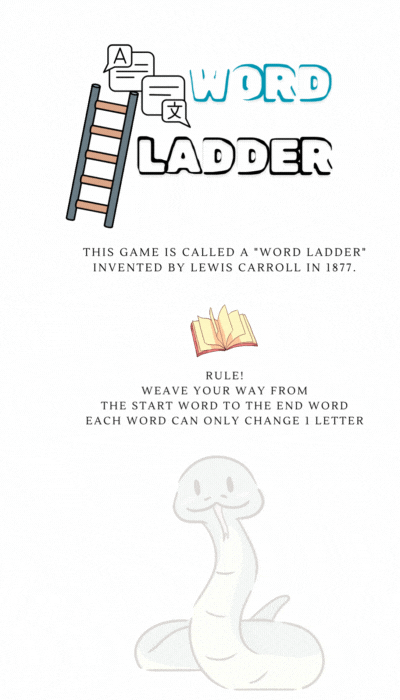 A
文
WORD
LADDER
THIS GAME IS CALLED A "WORD LADDER"
INVENTED BY LEWIS CARROLL IN 1877.
RULE!
WEAVE YOUR WAY FROM
THE START WORD TO THE END WORD
EACH WORD CAN ONLY CHANGE 1 LETTER